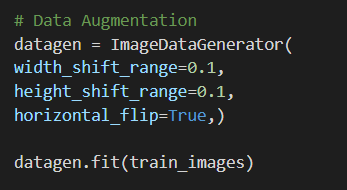 # Data Augmentation
datagen = ImageDataGenerator(
width_shift_range=0.1,
height_shift_range=0.1,
horizontal_flip=True,)
datagen.fit(train_images)